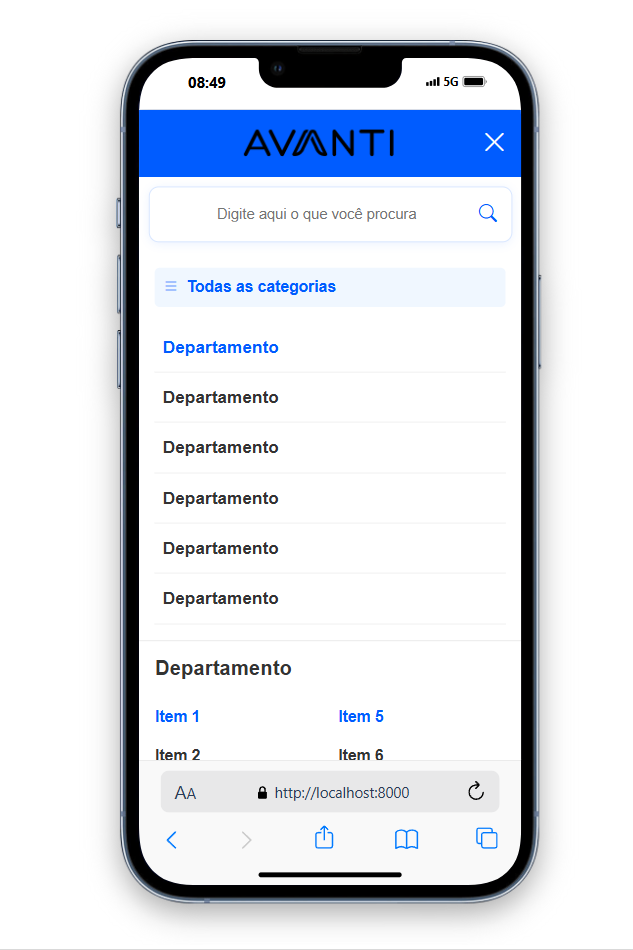 08:49 5G
AVANTI
Digite aqui o que você procura
Todas as categorias
Departamento
Departamento
Departamento
Departamento
Departamento
Departamento
Departamento
Item 1 Item 5
Item 2 Item 6
AA http://localhost:8000